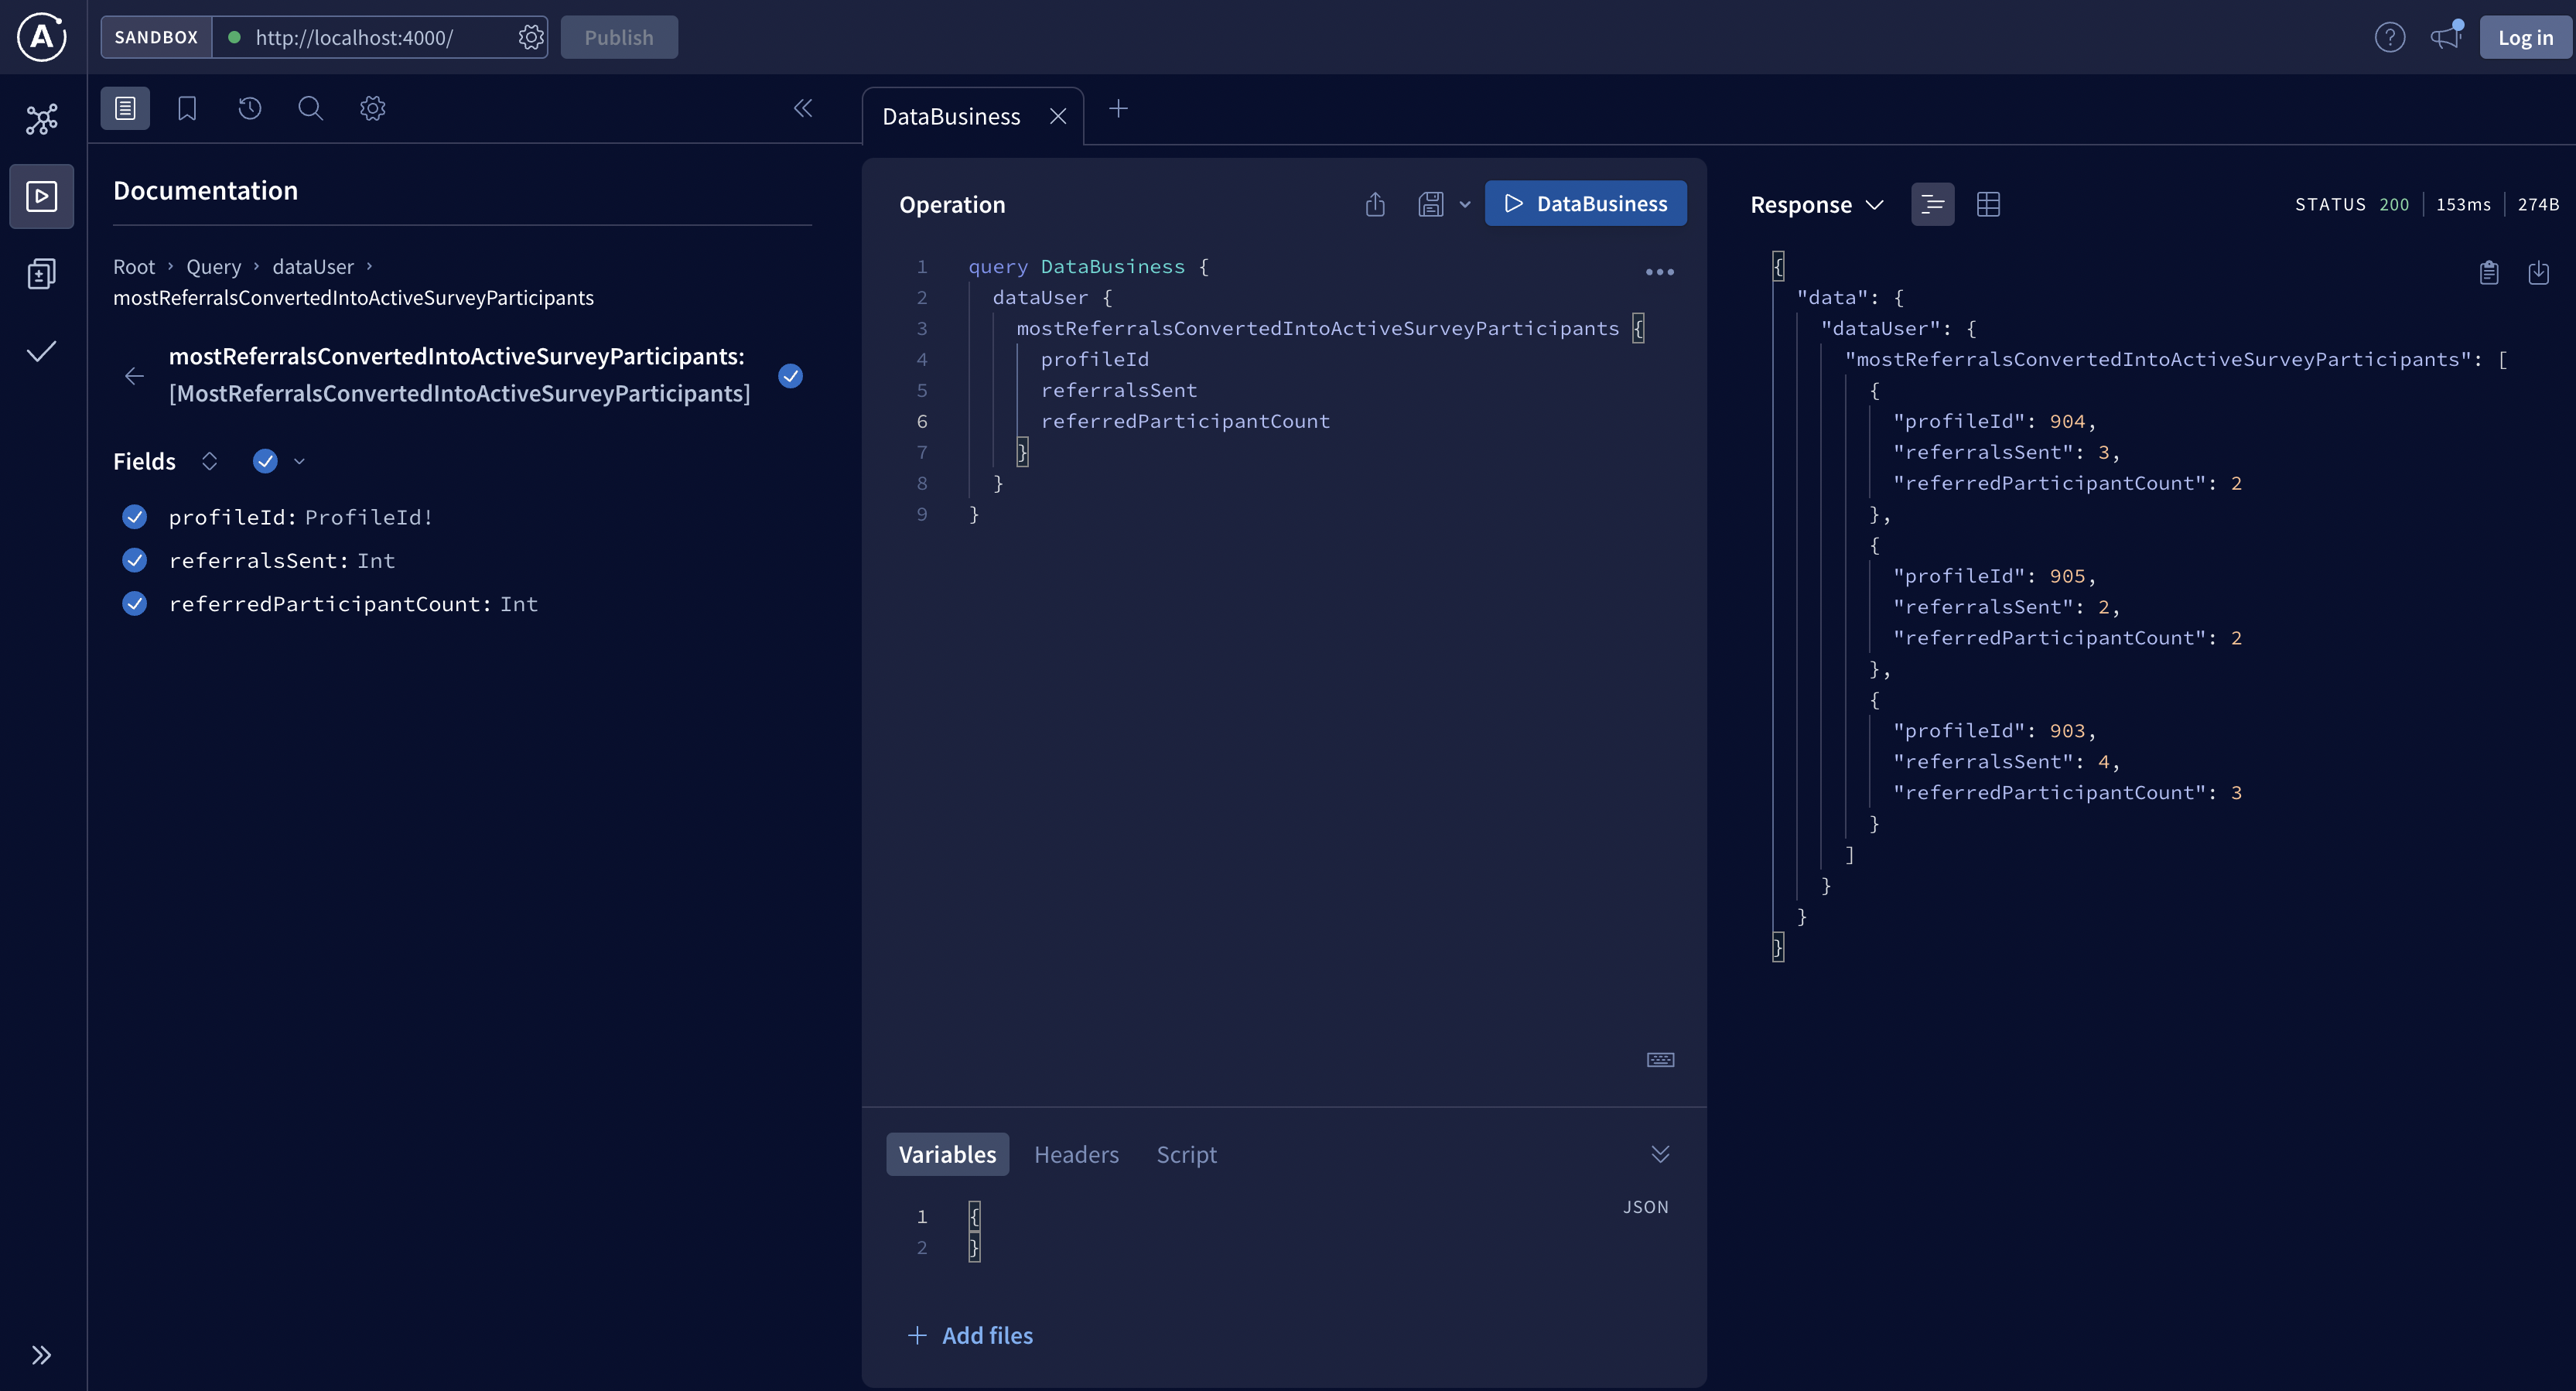 SANDBOX
http://localhost:4000/
Publish
Log in
Documentation
Root > Query > dataUser >
mostReferralsConvertedIntoActiveSurveyParticipants
mostReferralsConvertedIntoActiveSurveyParticipants:
[MostReferralsConvertedIntoActiveSurveyParticipants]
Fields
profileId: ProfileId!
referralsSent: Int
referredParticipantCount: Int
DataBusiness
Operation
DataBusiness
1 query DataBusiness {
2 dataUser {
3 mostReferralsConvertedIntoActiveSurveyParticipants {
4 profileId
5 referralsSent
6 referredParticipantCount
7 }
8 }
9 }
Variables Headers Script
JSON
1 {
2 }
+ Add files
Response
STATUS 200 153ms 274B
{
"data": {
"dataUser": {
"mostReferralsConvertedIntoActiveSurveyParticipants": [
{
"profileId": 904,
"referralsSent": 3,
"referredParticipantCount": 2
},
{
"profileId": 905,
"referralsSent": 2,
"referredParticipantCount": 2
},
{
"profileId": 903,
"referralsSent": 4,
"referredParticipantCount": 3
}
]
}
}
}